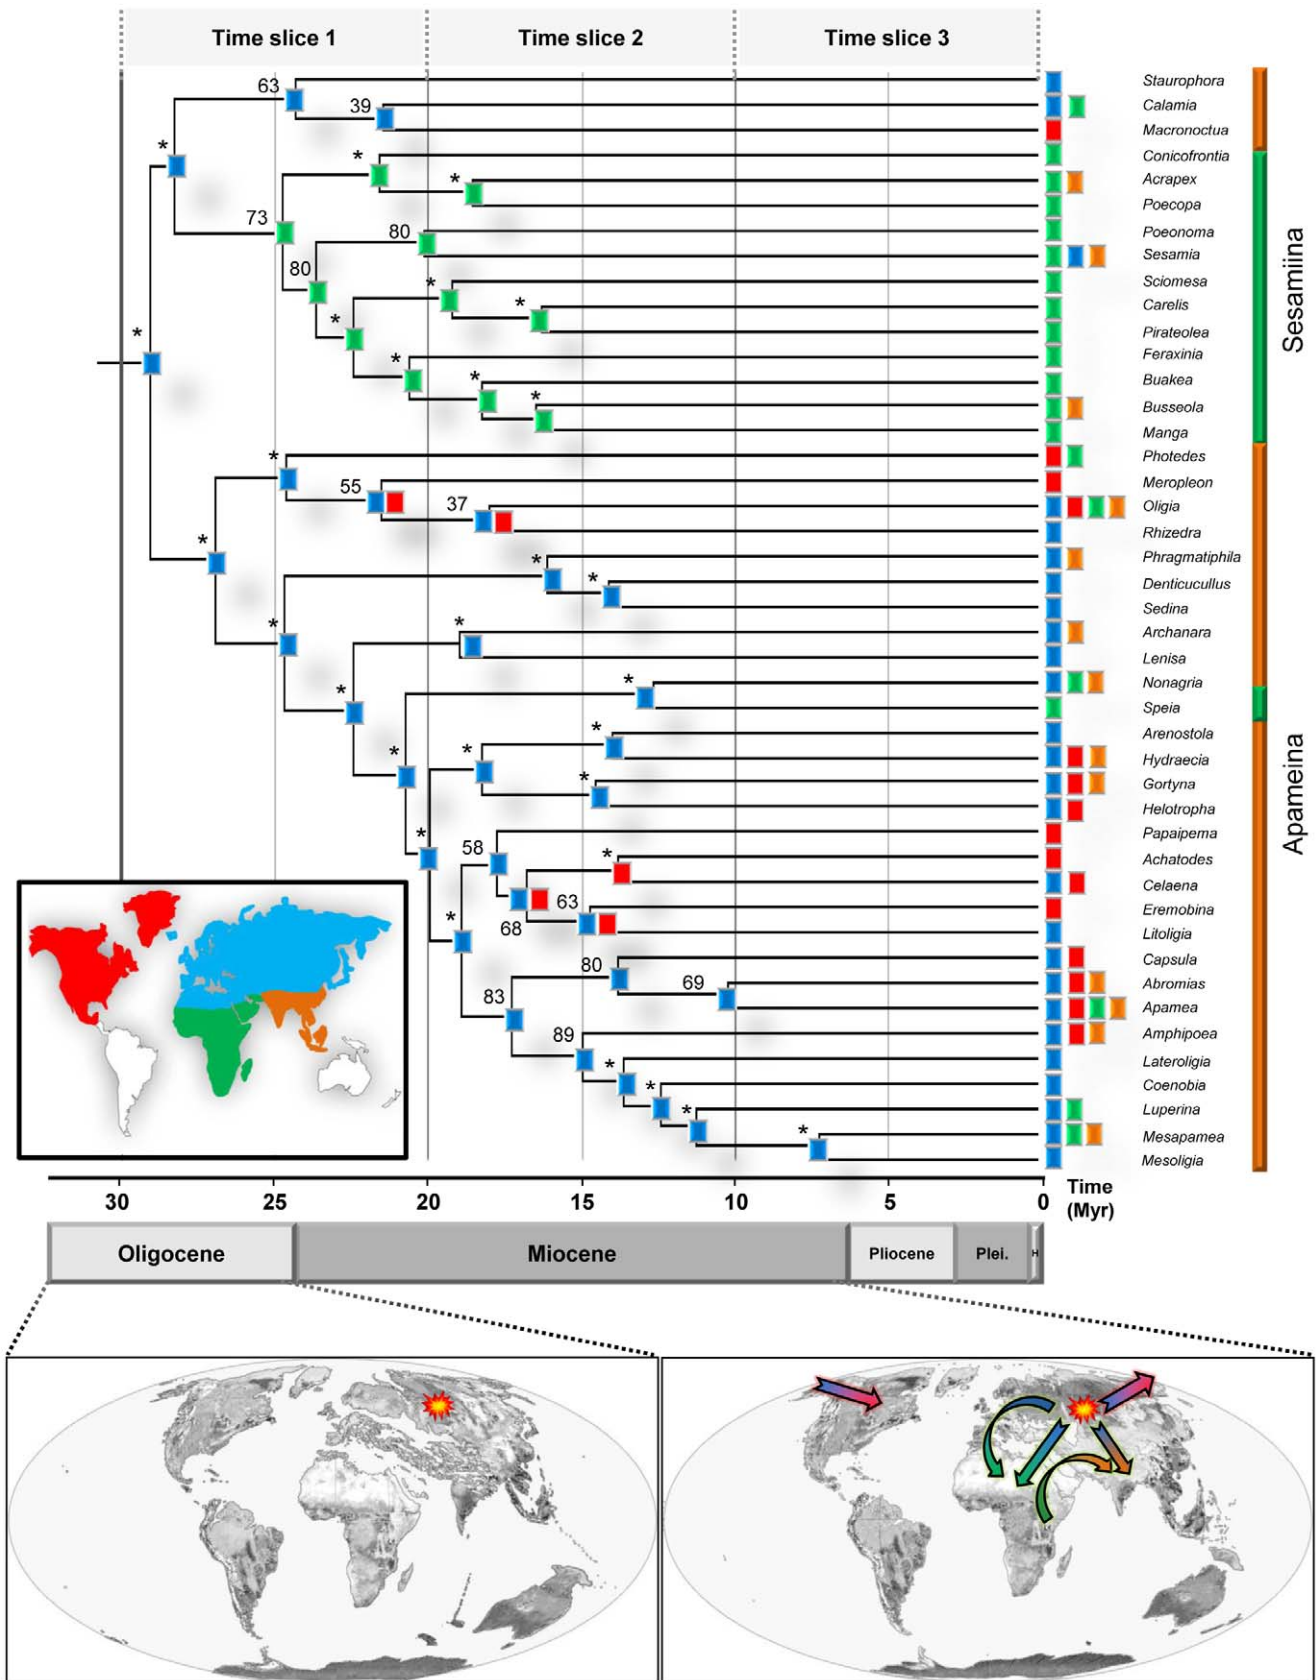 Time slice 1 Time slice 2 Time slice 3
Staurophora
63
Calamia
39
Macronoctua
*
Conicofrontia
*
Acrapex
*
Poecopa
73
Poeonoma
80
Sesamia
80
Sciomesa
*
Carelis
*
Pirateolea
*
Feraxinia
*
Buakea
*
Busseola
*
Manga
*
Photedes
*
Meropleon
55
Oligia
37
Rhizedra
*
Phragmatiphila
*
Denticucullus
*
Sedina
Archanara
*
Lenisa
*
Nonagria
*
Speia
*
Arenostola
*
Hydraecia
*
Gortyna
*
Helotropha
*
Papaipema
*
Achatodes
58
*
Celaena
Eremobina
63
68
Litoligia
*
Capsula
80
Abromias
69
Apamea
83
Amphipoea
89
Lateroligia
*
Coenobia
*
Luperina
*
Mesapamea
*
Mesoligia
Sesamiina
Apameina
30 25 20 15 10 5 0 Time
(Myr)
Oligocene Miocene Pliocene Plei. H